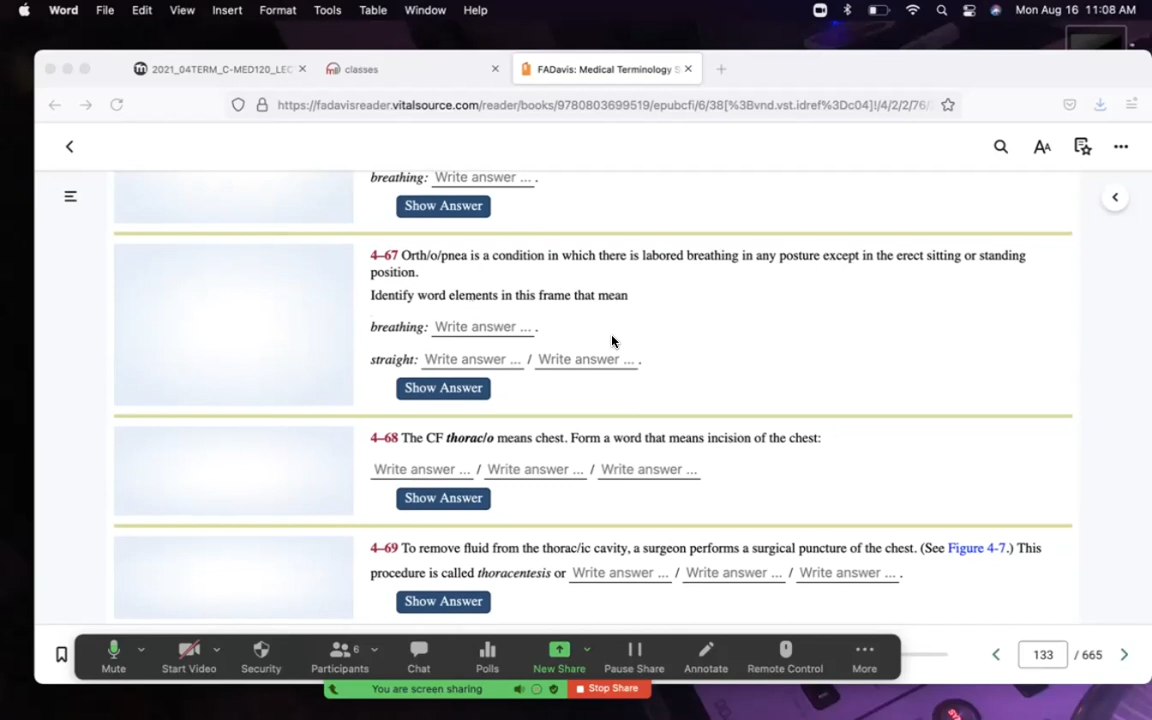 Word File Edit View Insert Format Tools Table Window Help Mon Aug 16 11:08 AM
2021_04TERM_C-MED120_LEC classes FADavis: Medical Terminology S
https://fadavisreader.vitalsource.com/reader/books/9780803699519/epubcfi/6/38[%3Bvnd.vst.idref%3Dc04]!/4/2/2/76/
AA
breathing: Write answer ... .
Show Answer
4–67 Orth/o/pnea is a condition in which there is labored breathing in any posture except in the erect sitting or standing
position.
Identify word elements in this frame that mean
breathing: Write answer ... .
straight: Write answer ... / Write answer ... .
Show Answer
4–68 The CF thorac/o means chest. Form a word that means incision of the chest:
Write answer ... / Write answer ... / Write answer ...
Show Answer
4–69 To remove fluid from the thorac/ic cavity, a surgeon performs a surgical puncture of the chest. (See Figure 4-7.) This
procedure is called thoracentesis or Write answer ... / Write answer ... / Write answer ... .
Show Answer
Mute Start Video Security Participants 6 Chat Polls New Share Pause Share Annotate Remote Control More
133 / 665
You are screen sharing Stop Share